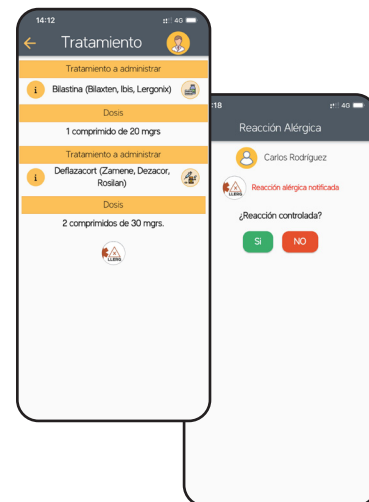 14:12
4G
Tratamiento
Tratamiento a administrar
i
Bilastina (Bilaxten, Ibis, Lergonix)
Dosis
1 comprimido de 20 mgrs
Tratamiento a administrar
i
Deflazacort (Zamene, Dezacor,
Rosilan)
Dosis
2 comprimidos de 30 mgrs.
:18
4G
Reacción Alérgica
Carlos Rodríguez
Reacción alérgica notificada
¿Reacción controlada?
Si
NO